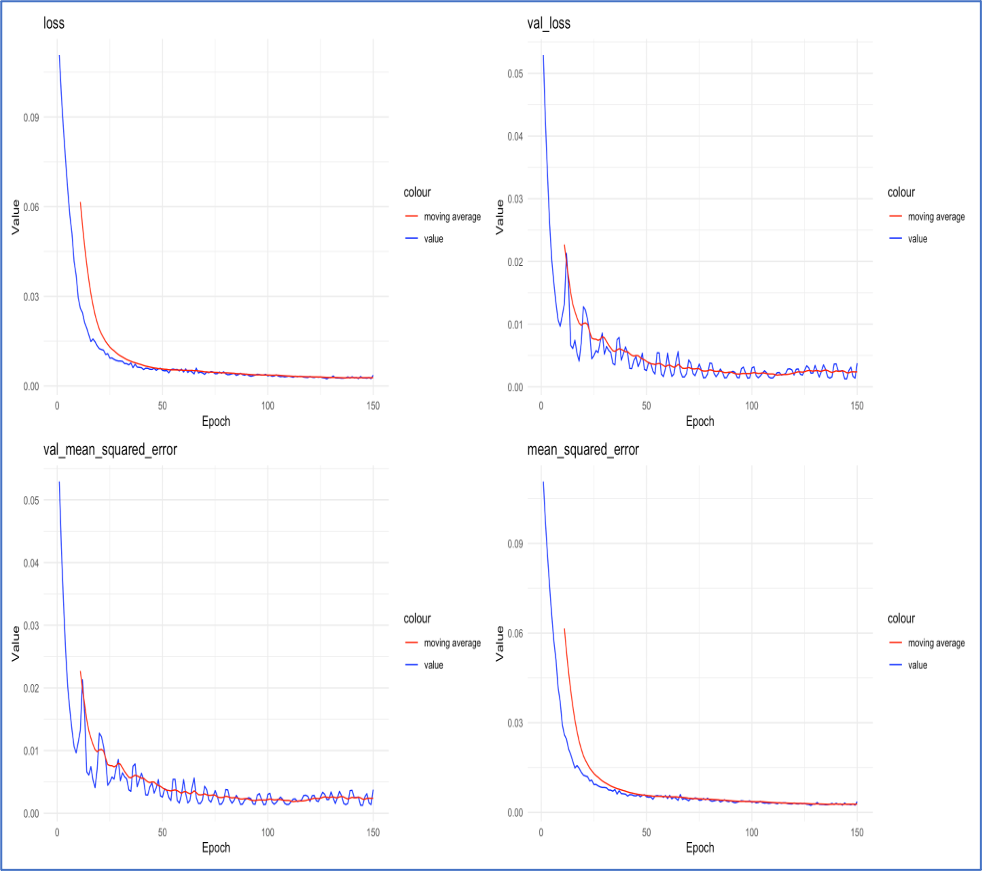 loss
0.09
0.06
0.03
0.00
Value
0 50 100 150
Epoch
colour
moving average
value
val_loss
0.05
0.04
0.03
0.02
0.01
0.00
Value
0 50 100 150
Epoch
colour
moving average
value
val_mean_squared_error
0.05
0.04
0.03
0.02
0.01
0.00
Value
0 50 100 150
Epoch
colour
moving average
value
mean_squared_error
0.09
0.06
0.03
0.00
Value
0 50 100 150
Epoch
colour
moving average
value